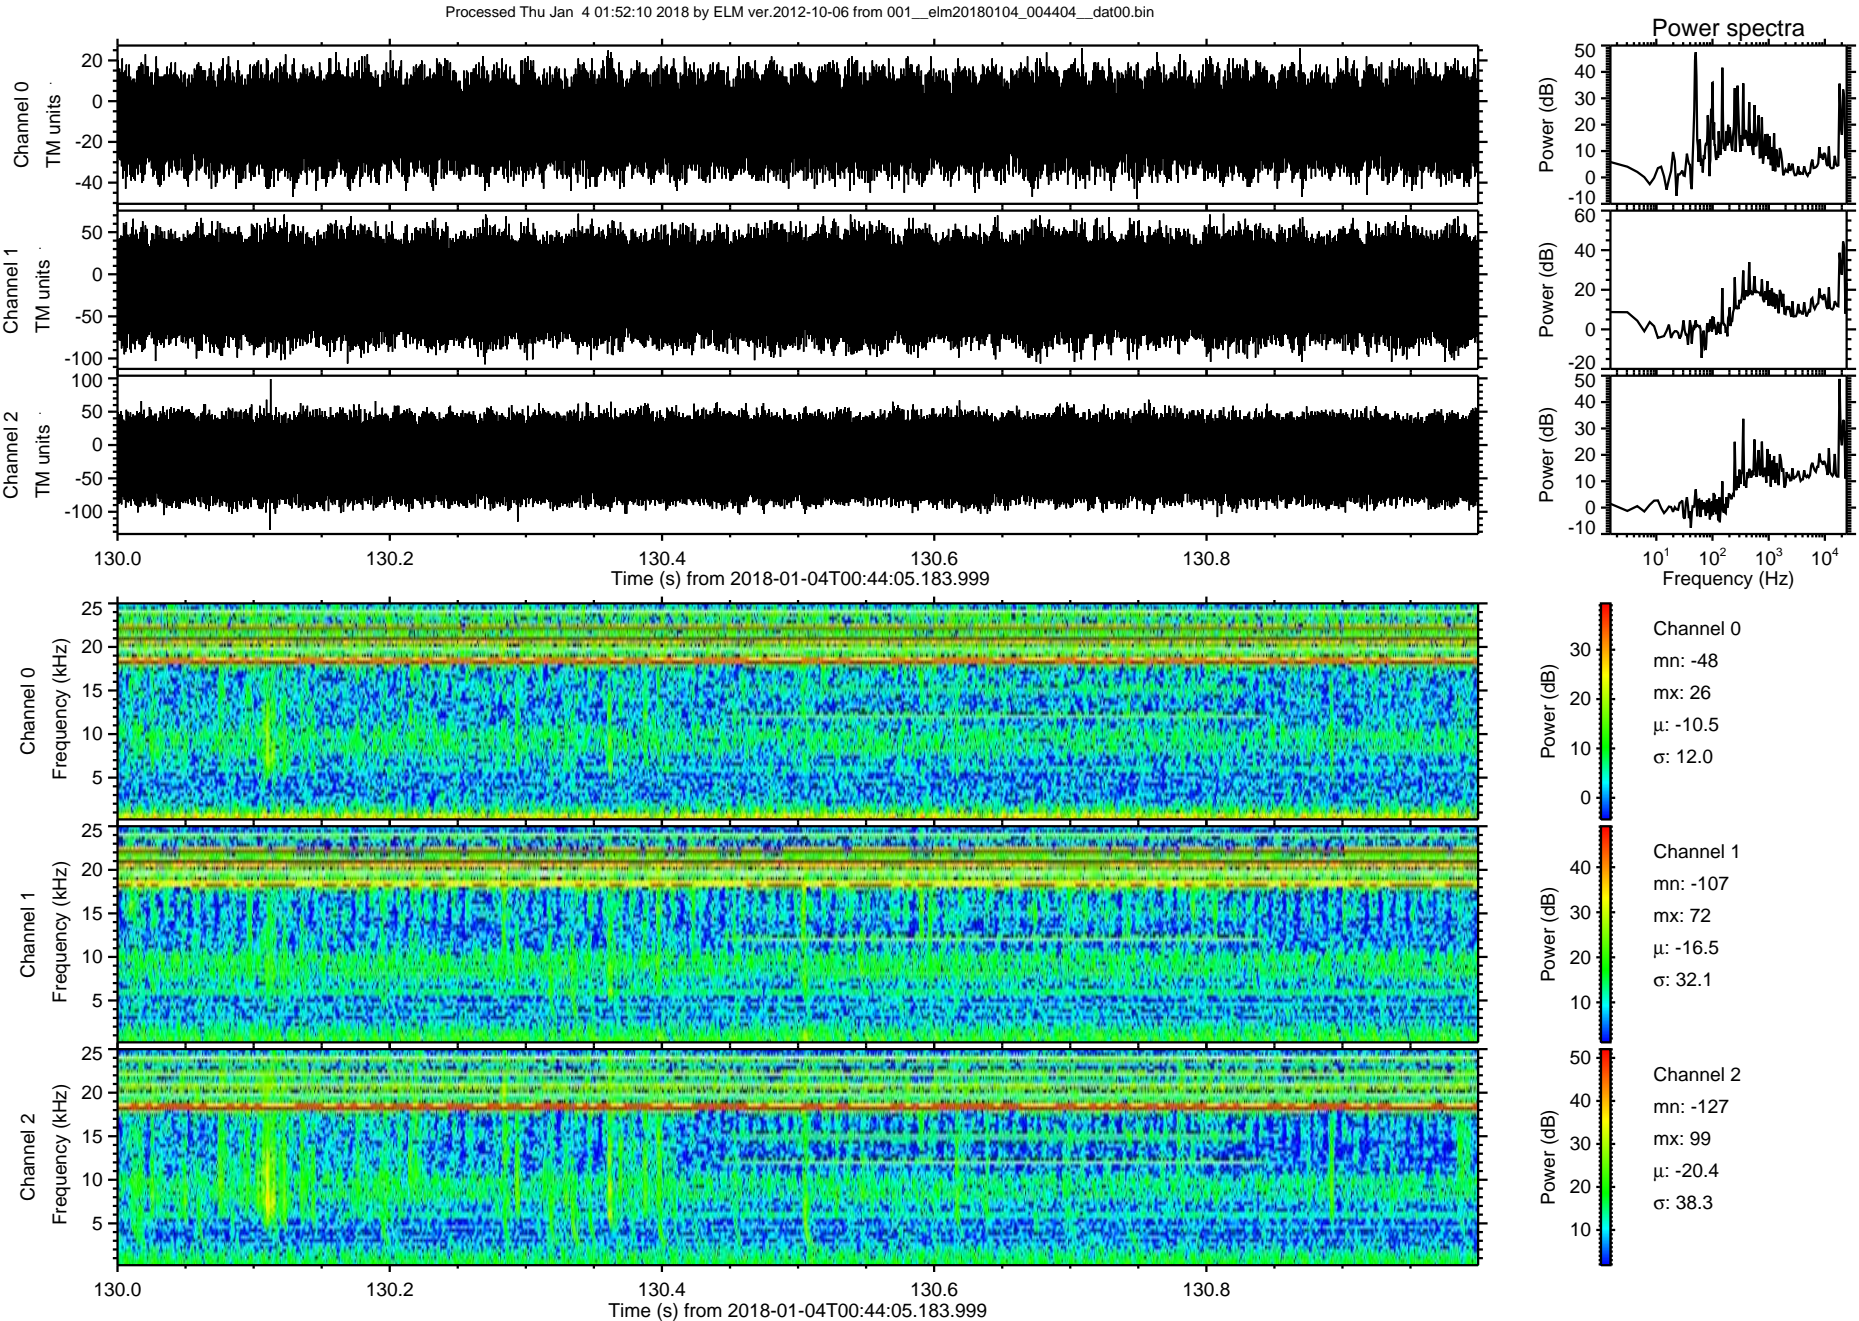 Processed Thu Jan  4 01:52:10 2018 by ELM ver.2012-10-06 from 001__elm20180104_004404__dat00.bin
Power spectra
Channel 0
TM units
20
0
-20
-40
Power (dB)
50
40
30
20
10
0
-10
Channel 1
TM units
50
0
-50
-100
Power (dB)
60
40
20
0
-20
Channel 2
TM units
100
50
0
-50
-100
Power (dB)
50
40
30
20
10
0
-10
130.0 130.2 130.4 130.6 130.8
Time (s) from 2018-01-04T00:44:05.183.999
10^1 10^2 10^3 10^4
Frequency (Hz)
Channel 0
Frequency (kHz)
25
20
15
10
5
Power (dB)
30
20
10
0
Channel 0
mn: -48
mx: 26
μ: -10.5
σ: 12.0
Channel 1
Frequency (kHz)
25
20
15
10
5
Power (dB)
40
30
20
10
Channel 1
mn: -107
mx: 72
μ: -16.5
σ: 32.1
Channel 2
Frequency (kHz)
25
20
15
10
5
Power (dB)
50
40
30
20
10
Channel 2
mn: -127
mx: 99
μ: -20.4
σ: 38.3
130.0 130.2 130.4 130.6 130.8
Time (s) from 2018-01-04T00:44:05.183.999